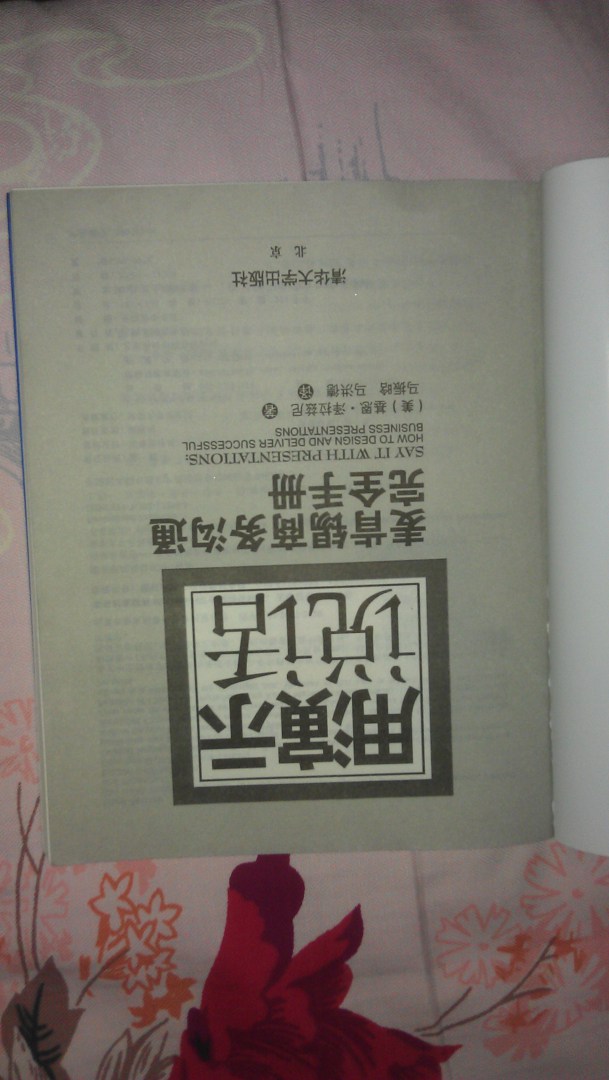 用演示
说话
麦肯锡商务沟通
完全手册
SAY IT WITH PRESENTATIONS:
HOW TO DESIGN AND DELIVER SUCCESSFUL
BUSINESS PRESENTATIONS
(美)基恩·泽拉兹尼 著
马振晗 马洪德 译
清华大学出版社
北 京